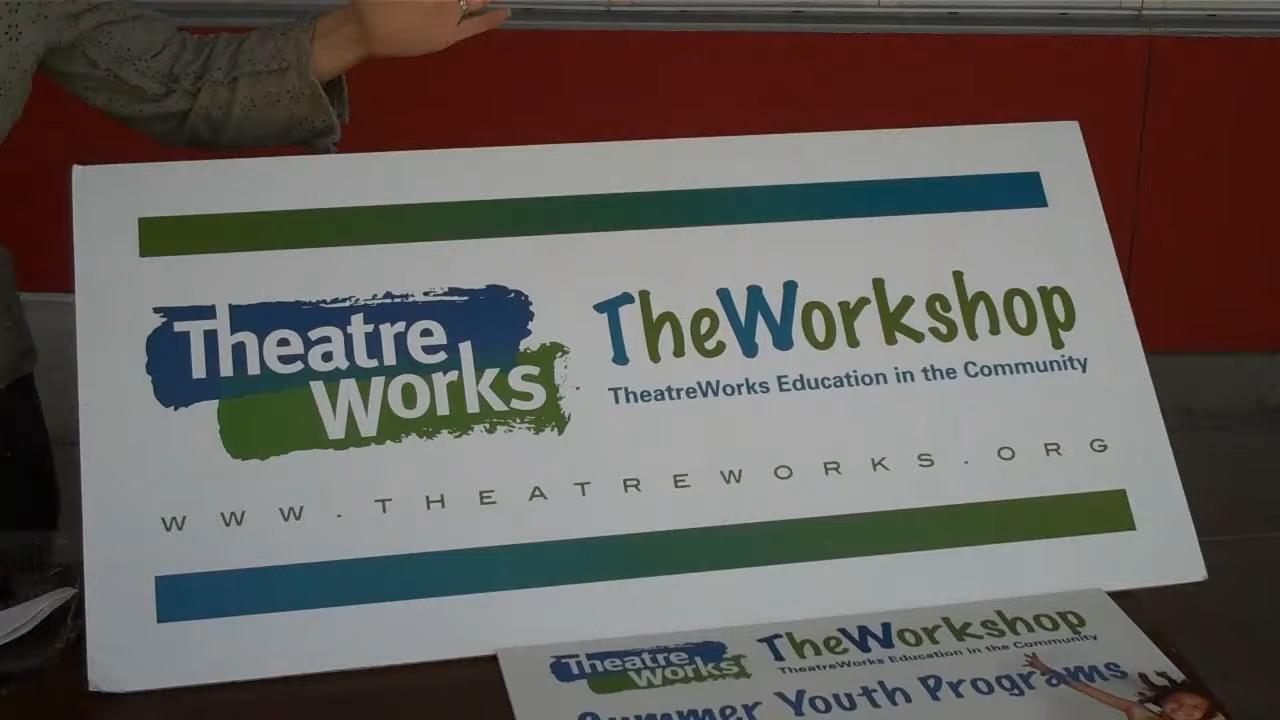 Theatre
works
TheWorkshop
TheatreWorks Education in the Community
WWW.THEATREWORKS.ORG
Theatre
works
TheWorkshop
TheatreWorks Education in the Community
Summer Youth Programs